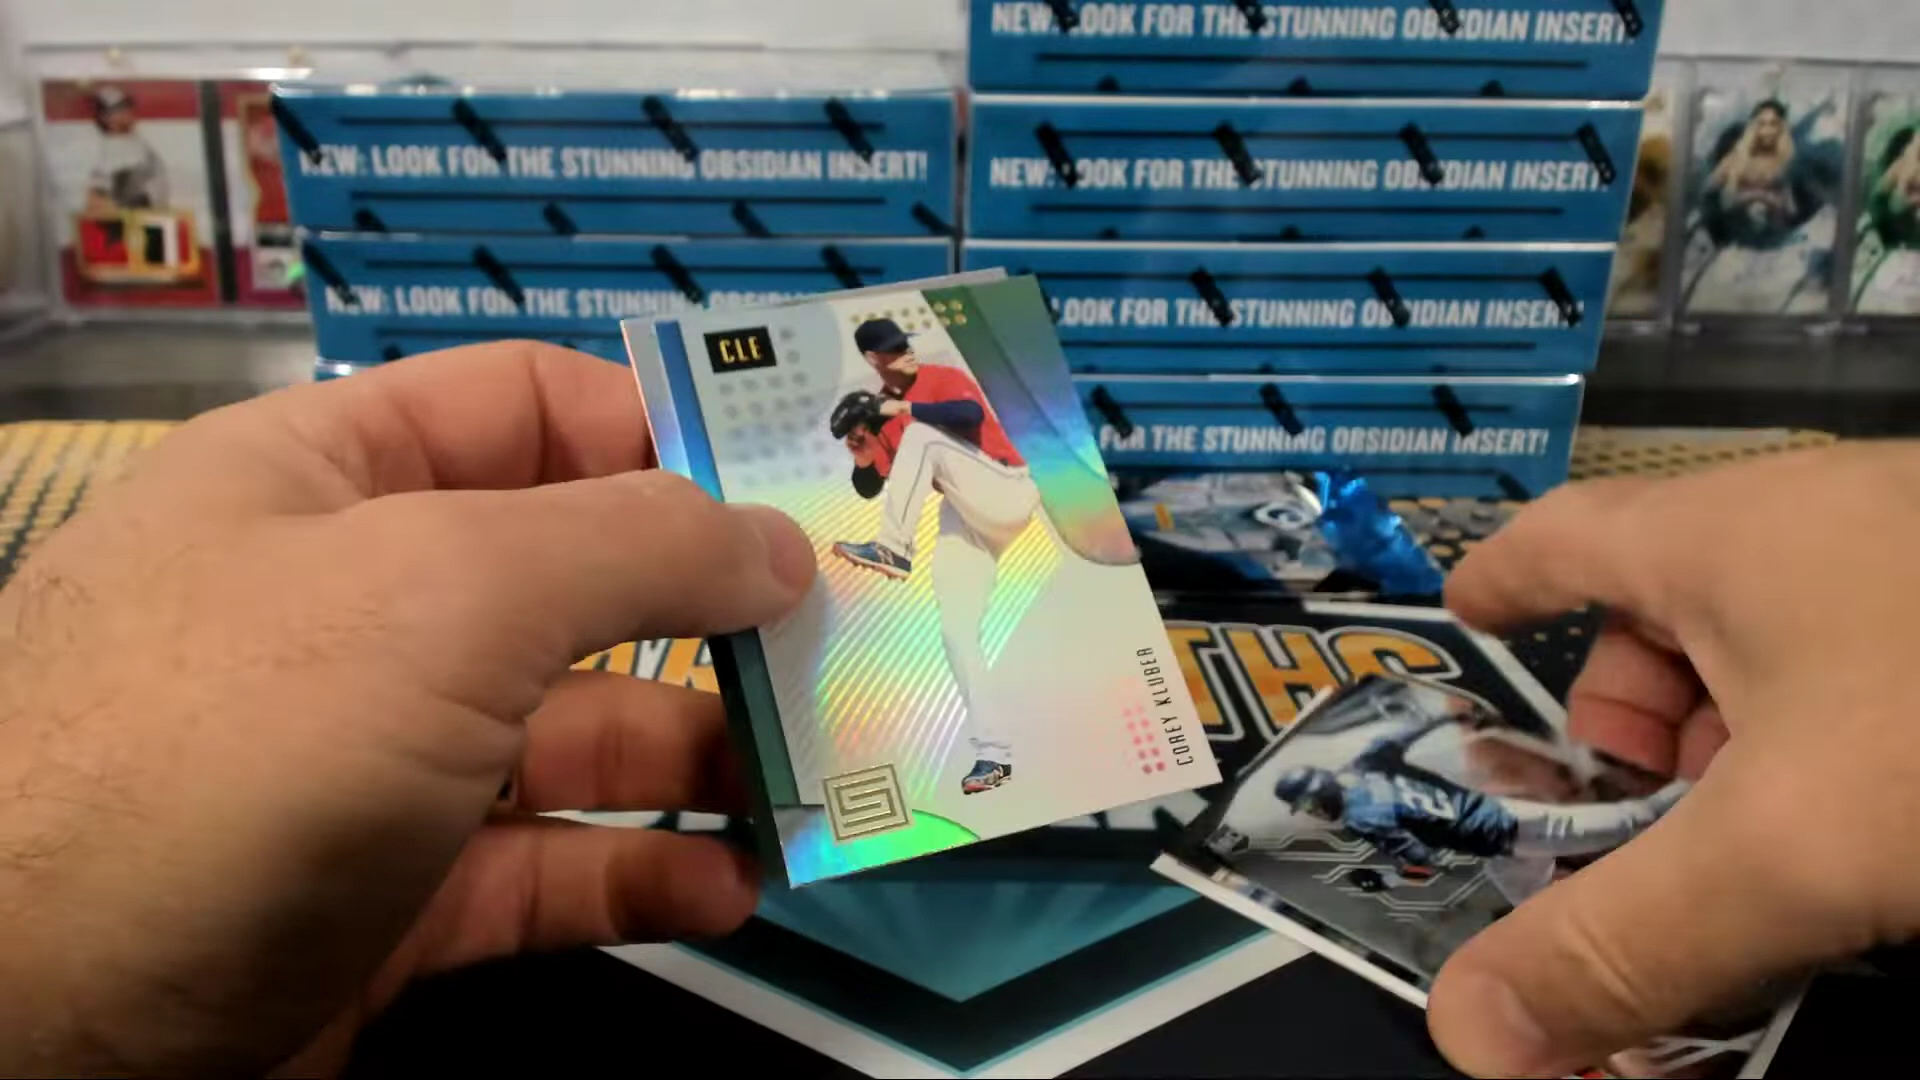 NEW: LOOK FOR THE STUNNING OBSIDIAN INSERT!
NEW: LOOK FOR THE STUNNING OBSIDIAN INSERT!
NEW: LOOK FOR THE STUNNING OBSIDIAN INSERT!
NEW: LOOK FOR THE STUNNING OBSIDIAN
LOOK FOR THE STUNNING OBSIDIAN INSERT!
FOR THE STUNNING OBSIDIAN INSERT!
CLE
COREY KLUBER
THS